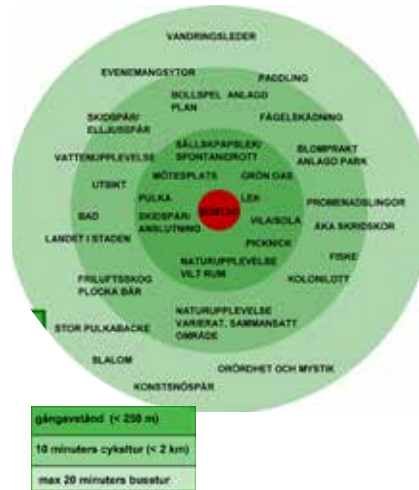 VANDRINGSLEDER
EVENEMANGSYTOR
PADDLING
BOLLSPEL ANLAGD
PLAN
SKIDSPÅR/
ELLJUSSPÅR
FÅGELSKÅDNING
SÄLLSKAPSLEK/
SPONTANIDROTT
BLOMPRAKT
ANLAGD PARK
VATTENUPPLEVELSE
MÖTESPLATS
GRÖN OAS
UTSIKT
PULKA
LEK
PROMENADSLINGOR
BOSTAD
BAD
SKIDSPÅR/
ANSLUTNING
VILA/SOLA
ÅKA SKRIDSKOR
LANDET I STADEN
PICKNICK
FISKE
NATURUPPLEVELSE
VILT RUM
FRILUFTSSKOG
PLOCKA BÄR
KOLONILOTT
NATURUPPLEVELSE
VARIERAT, SAMMANSATT
OMRÅDE
STOR PULKABACKE
SLALOM
ORÖRDHET OCH MYSTIK
KONSTSNÖSPÅR
gångavstånd (< 250 m)
10 minuters cykeltur (< 2 km)
max 20 minuters busstur